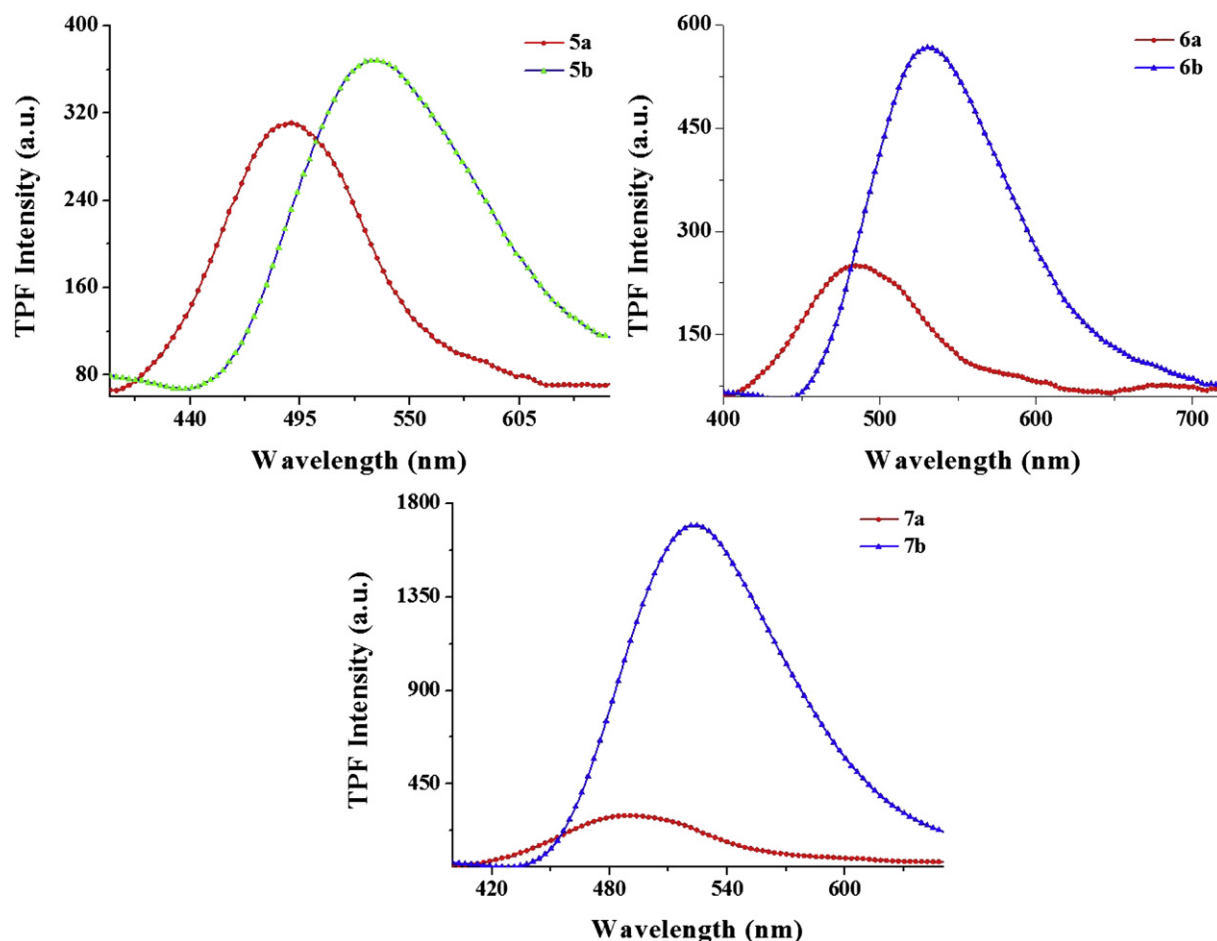 5a
5b
400
320
240
160
80
TPF Intensity (a.u.)
440 495 550 605
Wavelength (nm)
6a
6b
600
450
300
150
TPF Intensity (a.u.)
400 500 600 700
Wavelength (nm)
7a
7b
1800
1350
900
450
TPF Intensity (a.u.)
420 480 540 600
Wavelength (nm)